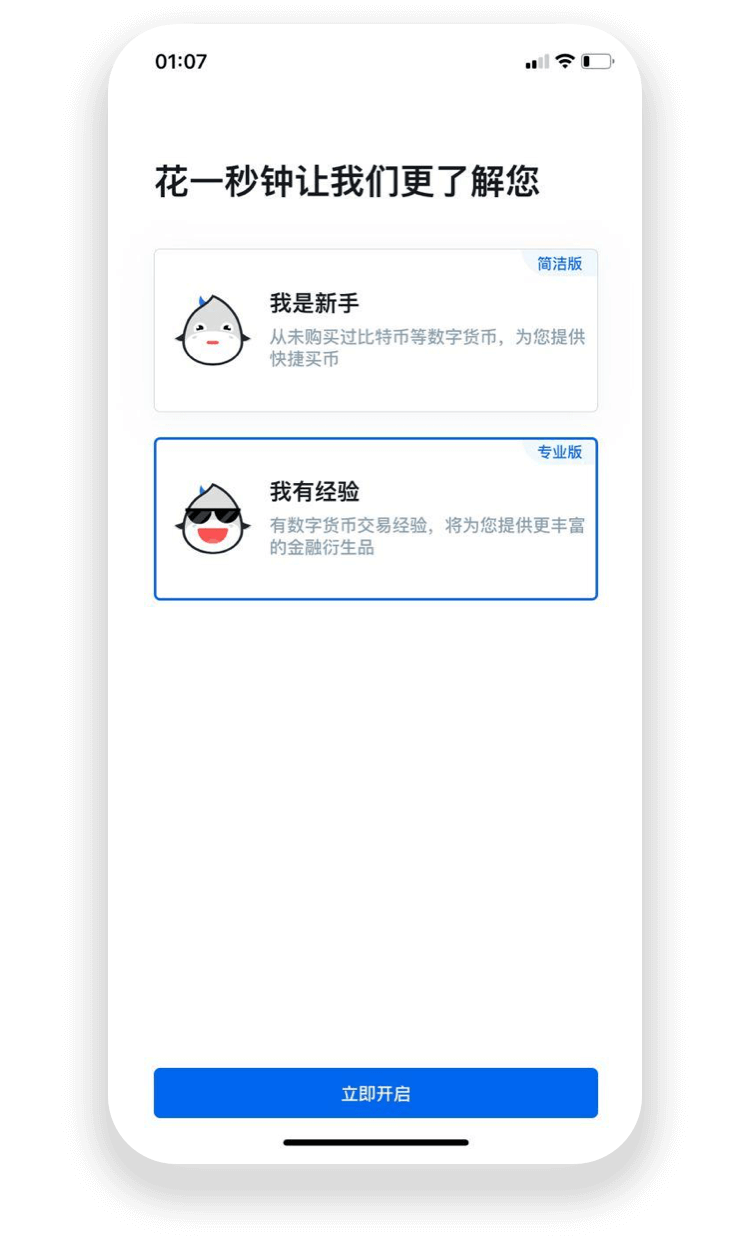 01:07
花一秒钟让我们更了解您
简洁版
我是新手
从未购买过比特币等数字货币，为您提供
快捷买币
专业版
我有经验
有数字货币交易经验，将为您提供更丰富
的金融衍生品
立即开启